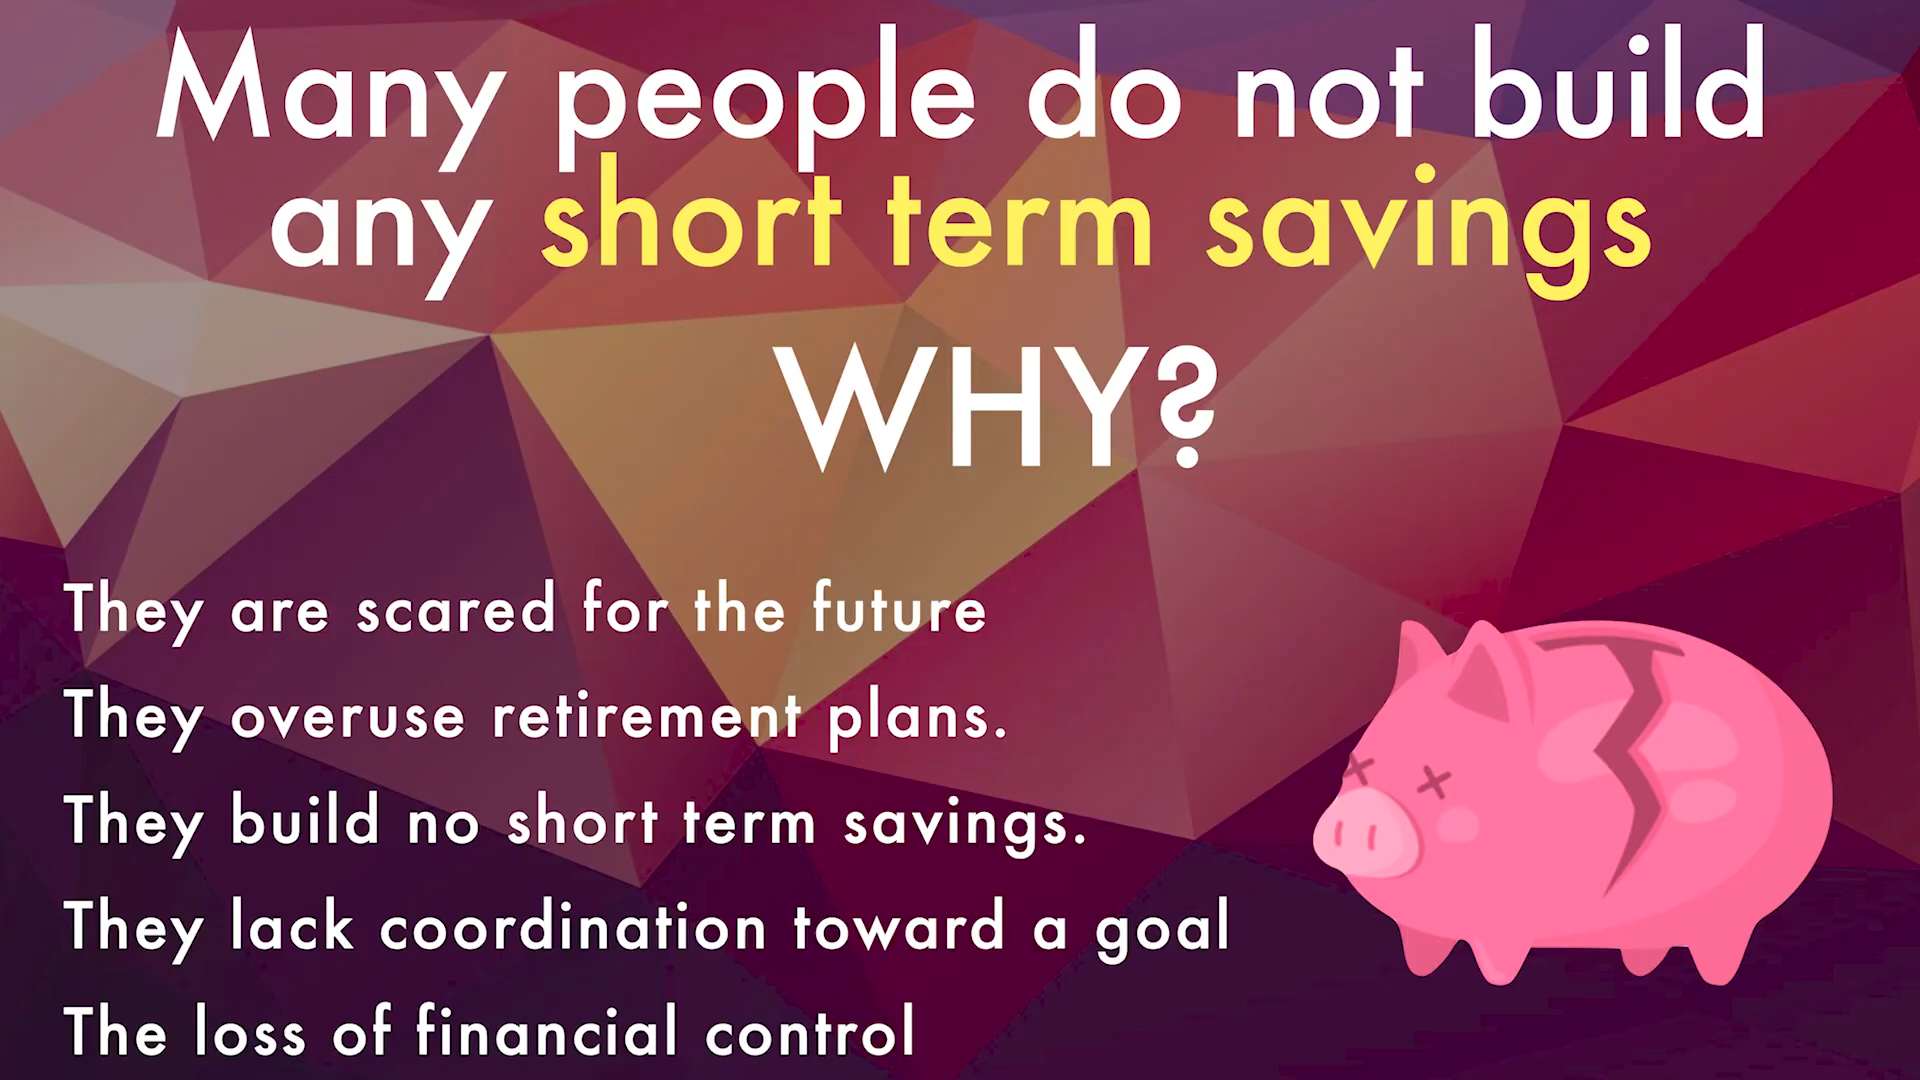 Many people do not build
any short term savings
WHY?
They are scared for the future
They overuse retirement plans.
They build no short term savings.
They lack coordination toward a goal
The loss of financial control